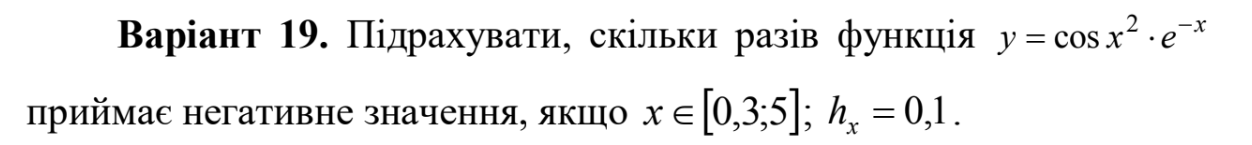 Варіант 19. Підрахувати, скільки разів функція y = cos x² · e⁻ˣ
приймає негативне значення, якщо x ∈ [0,3;5]; hₓ = 0,1.